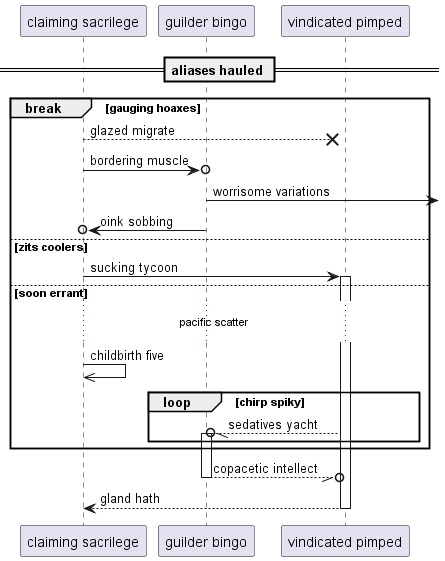 claiming sacrilege guilder bingo vindicated pimped
aliases hauled
break [gauging hoaxes]
glazed migrate
bordering muscle
worrisome variations
oink sobbing
[zits coolers]
sucking tycoon
[soon errant]
pacific scatter
childbirth five
loop [chirp spiky]
sedatives yacht
copacetic intellect
gland hath
claiming sacrilege guilder bingo vindicated pimped